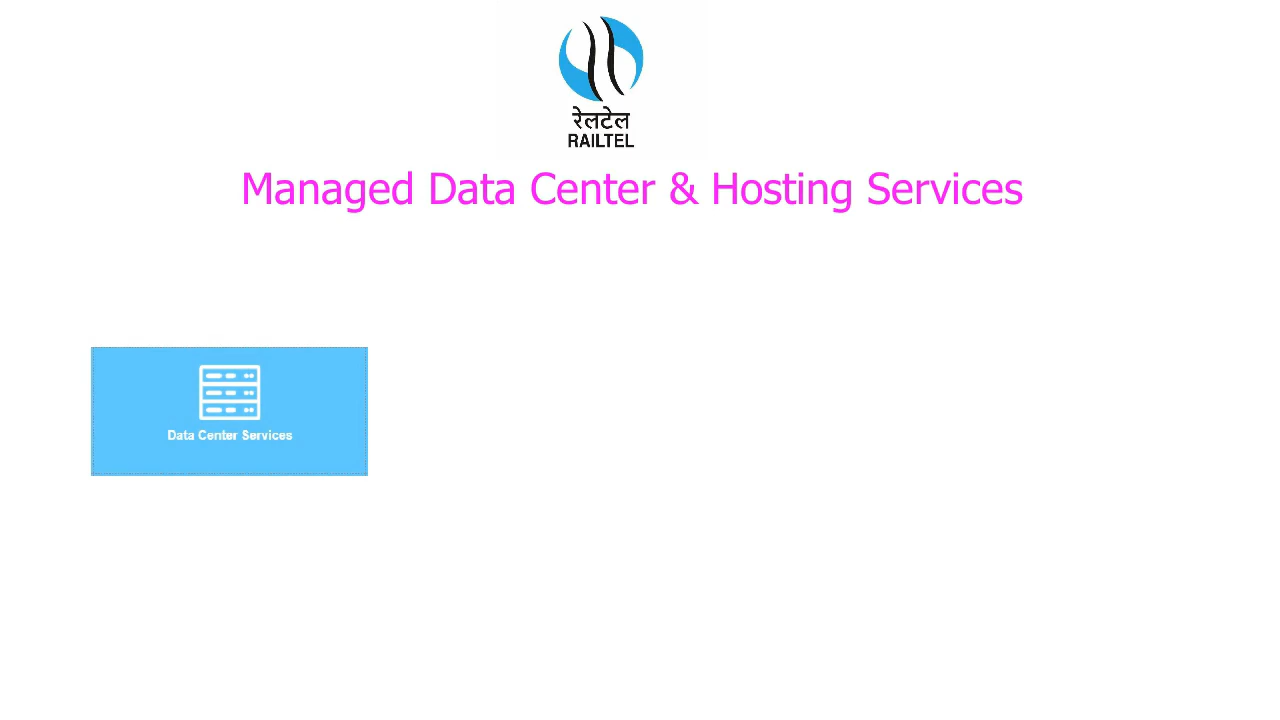 रेलटेल
RAILTEL
Managed Data Center & Hosting Services
Data Center Services